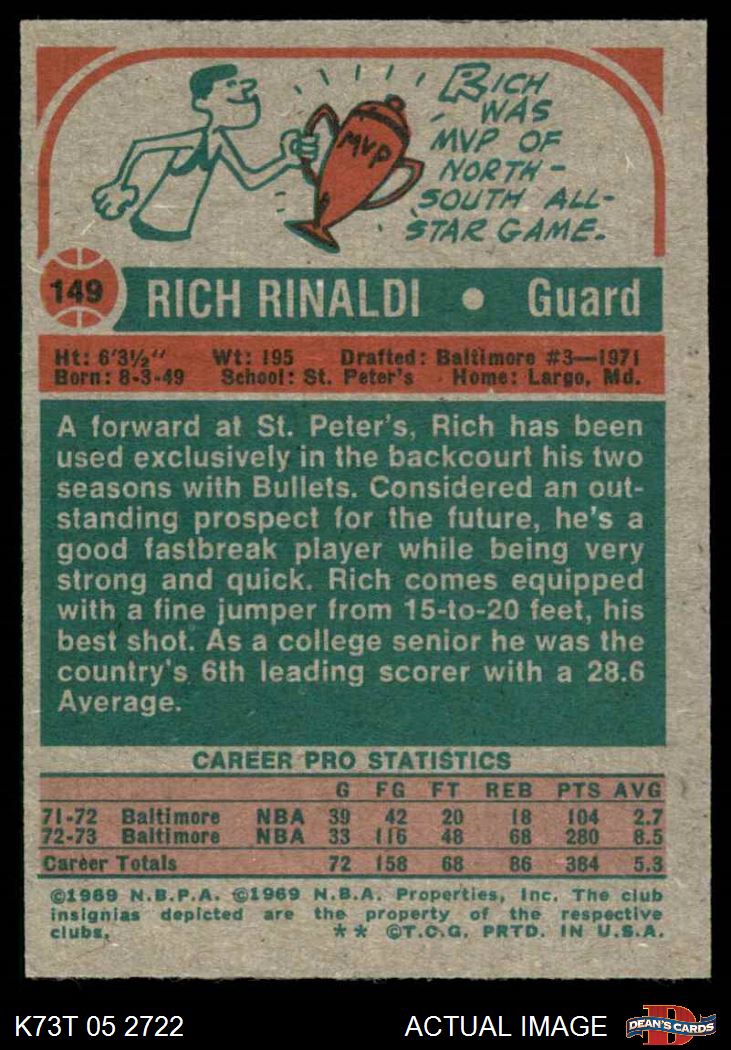 RICH
WAS
MVP OF
NORTH-
SOUTH ALL-
STAR GAME.
MVP
149 RICH RINALDI • Guard
Ht: 6'3½" Wt: 195 Drafted: Baltimore #3—1971
Born: 8-3-49 School: St. Peter's Home: Largo, Md.
A forward at St. Peter's, Rich has been
used exclusively in the backcourt his two
seasons with Bullets. Considered an out-
standing prospect for the future, he's a
good fastbreak player while being very
strong and quick. Rich comes equipped
with a fine jumper from 15-to-20 feet, his
best shot. As a college senior he was the
country's 6th leading scorer with a 28.6
Average.
CAREER PRO STATISTICS
G FG FT REB PTS AVG
71-72 Baltimore NBA 39 42 20 18 104 2.7
72-73 Baltimore NBA 33 116 48 68 280 8.5
Career Totals 72 158 68 86 384 5.3
©1969 N.B.P.A. ©1969 N.B.A. Properties, Inc. The club
insignias depicted are the property of the respective
clubs. ** ©T.C.G. PRTD. IN U.S.A.
K73T 05 2722 ACTUAL IMAGE D DEAN'S CARDS